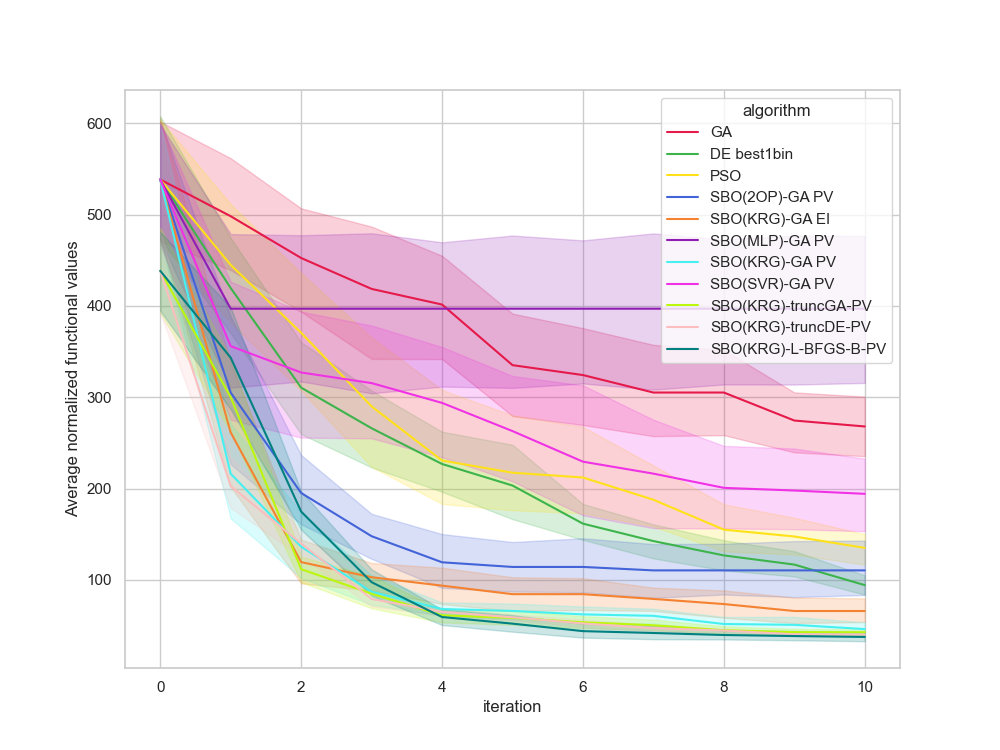 600
500
400
300
200
100
Average normalized functional values
0
2
4
6
8
10
iteration
algorithm
GA
DE best1bin
PSO
SBO(2OP)-GA PV
SBO(KRG)-GA EI
SBO(MLP)-GA PV
SBO(KRG)-GA PV
SBO(SVR)-GA PV
SBO(KRG)-truncGA-PV
SBO(KRG)-truncDE-PV
SBO(KRG)-L-BFGS-B-PV